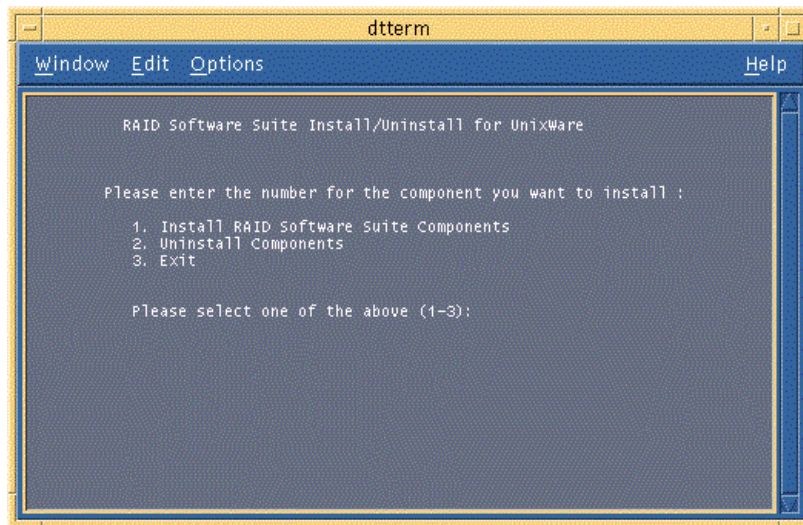 dtterm
Window Edit Options Help
RAID Software Suite Install/Uninstall for UnixWare
Please enter the number for the component you want to install :
1. Install RAID Software Suite Components
2. Uninstall Components
3. Exit
Please select one of the above (1-3):